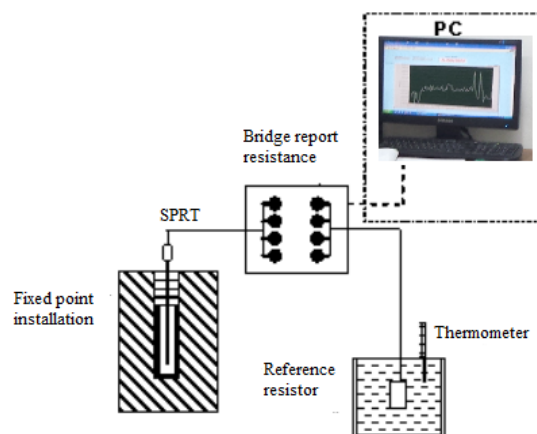 PC
Bridge report
resistance
SPRT
Fixed point
installation
Thermometer
Reference
resistor